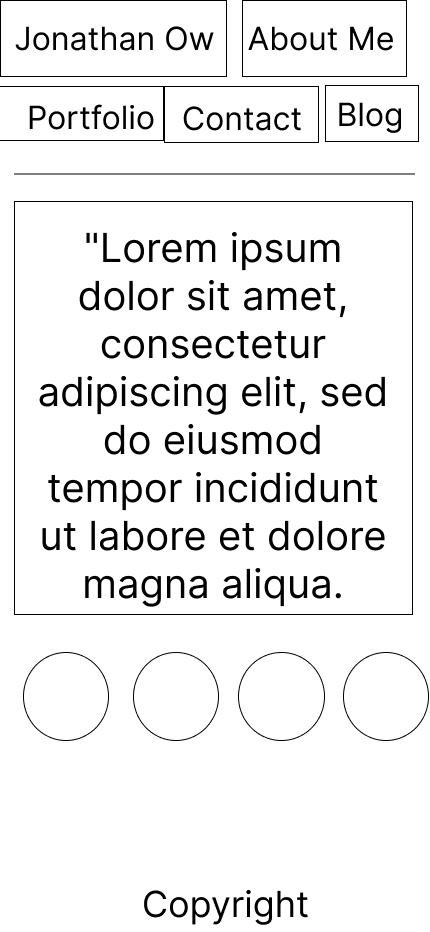 Jonathan Ow About Me
Portfolio Contact Blog
"Lorem ipsum
dolor sit amet,
consectetur
adipiscing elit, sed
do eiusmod
tempor incididunt
ut labore et dolore
magna aliqua.
Copyright